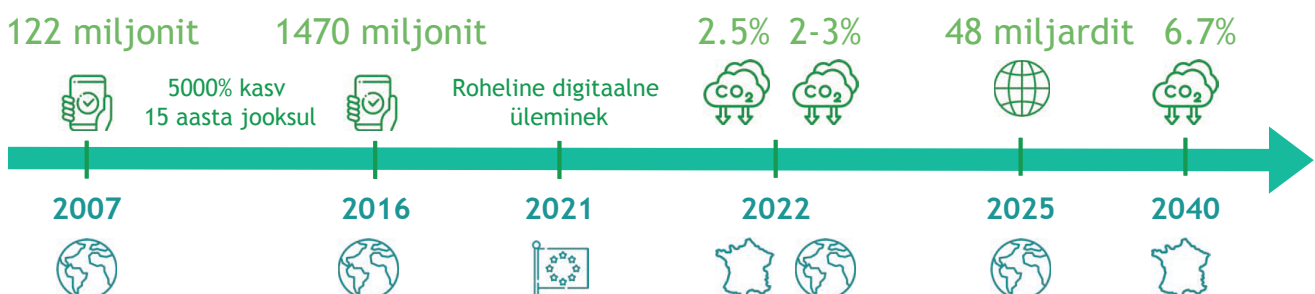 122 miljonit 1470 miljonit 2.5% 2-3% 48 miljardit 6.7%
5000% kasv
15 aasta jooksul
Roheline digitaalne
üleminek
CO2 CO2 CO2
2007 2016 2021 2022 2025 2040